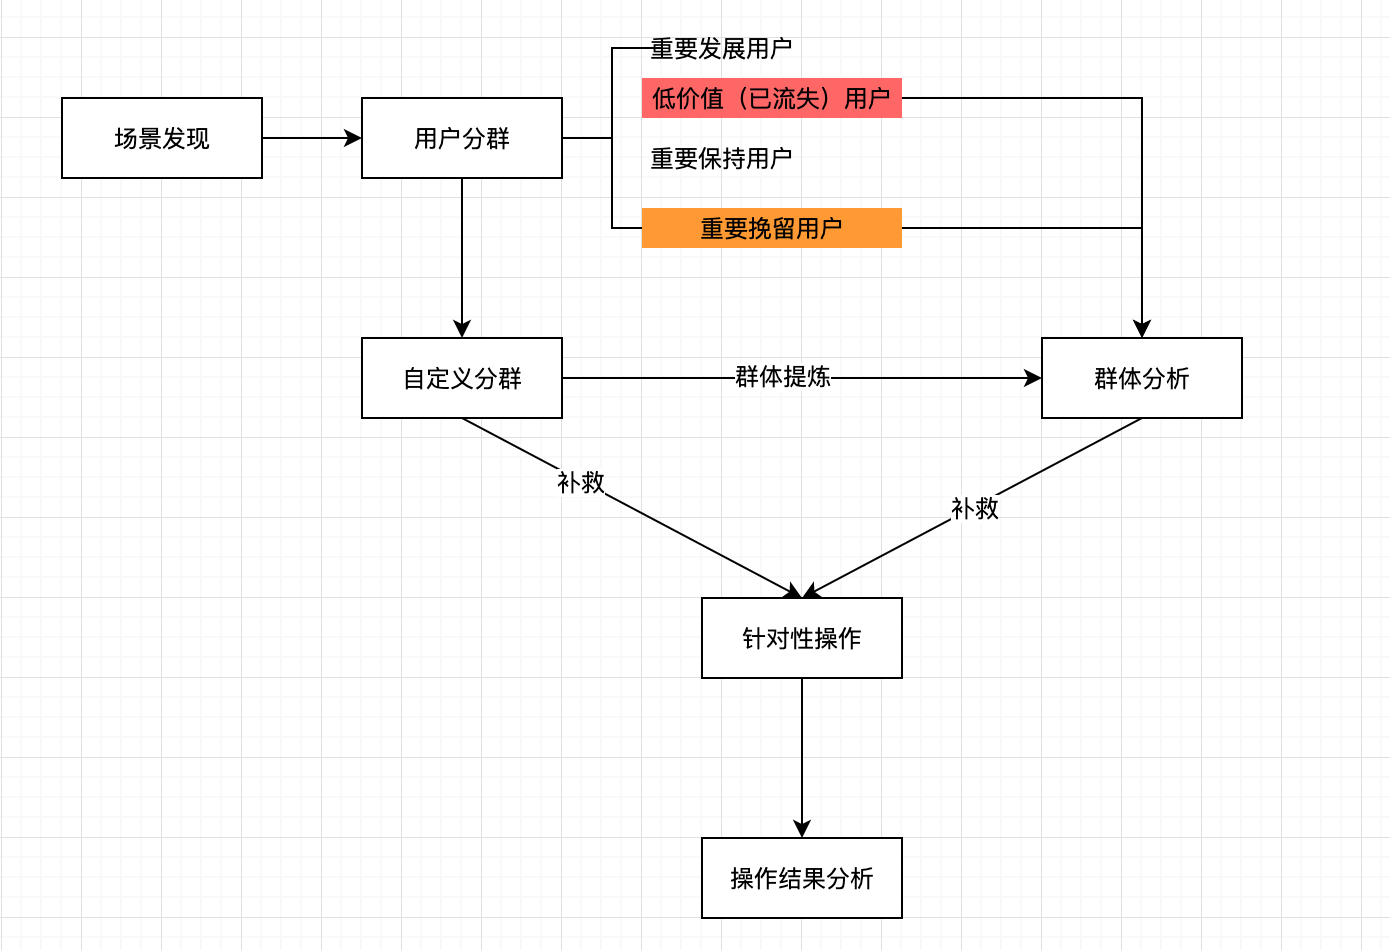 重要发展用户
低价值（已流失）用户
场景发现
用户分群
重要保持用户
重要挽留用户
自定义分群
群体提炼
群体分析
补救
补救
针对性操作
操作结果分析